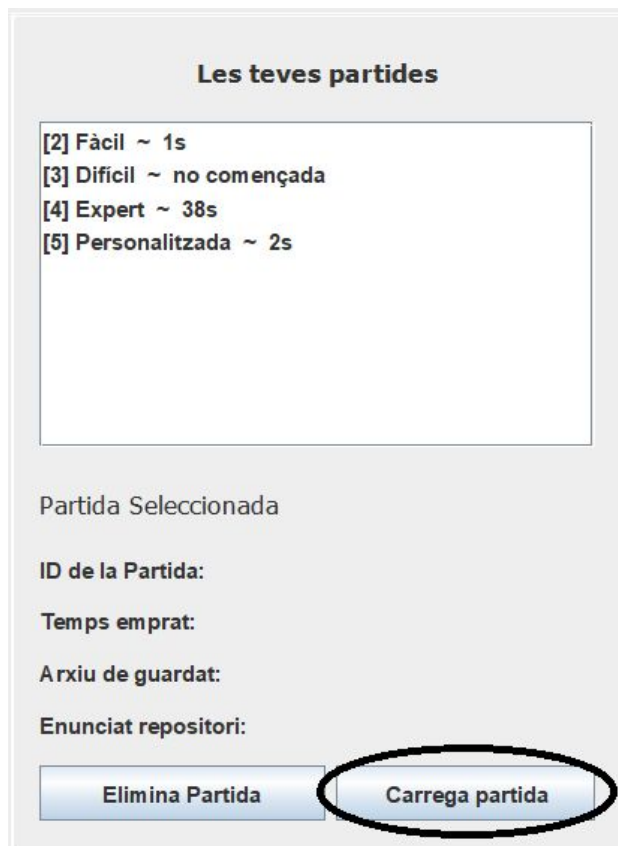 Les teves partides
[2] Fàcil ~ 1s
[3] Difícil ~ no començada
[4] Expert ~ 38s
[5] Personalitzada ~ 2s
Partida Seleccionada
ID de la Partida:
Temps emprat:
Arxiu de guardat:
Enunciat repositori:
Elimina Partida Carrega partida